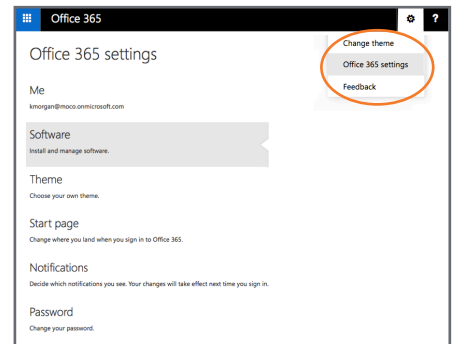 Office 365
?
Change theme
Office 365 settings
Feedback
Office 365 settings
Me
kmorgan@moco.onmicrosoft.com
Software
Install and manage software.
Theme
Choose your own theme.
Start page
Change where you land when you sign in to Office 365.
Notifications
Decide which notifications you see. Your changes will take effect next time you sign in.
Password
Change your password.